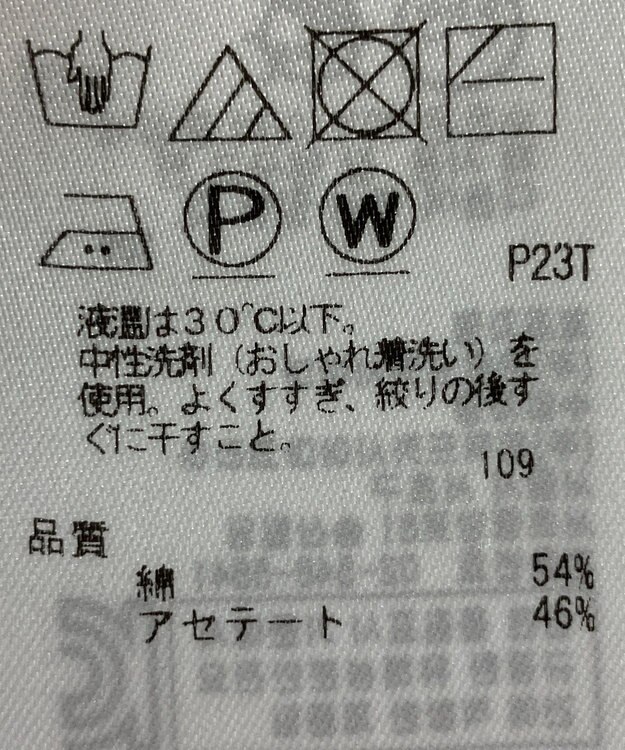 P
W
P23T
液温は30℃以下。
中性洗剤（おしゃれ着洗い）を
使用。よくすすぎ、絞りの後す
ぐに干すこと。
109
品質
綿 54%
アセテート 46%